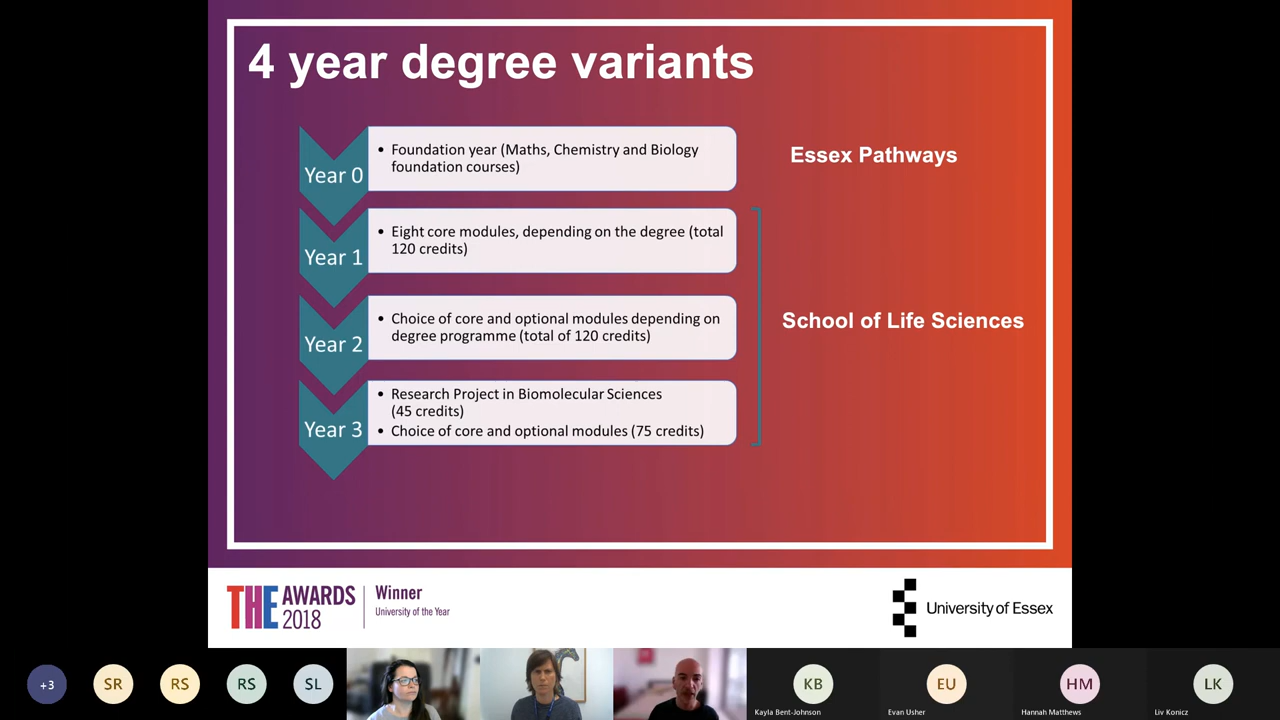 4 year degree variants
Year 0
• Foundation year (Maths, Chemistry and Biology
foundation courses)
Essex Pathways
Year 1
• Eight core modules, depending on the degree (total
120 credits)
Year 2
• Choice of core and optional modules depending on
degree programme (total of 120 credits)
School of Life Sciences
Year 3
• Research Project in Biomolecular Sciences
(45 credits)
• Choice of core and optional modules (75 credits)
THE AWARDS
2018
Winner
University of the Year
University of Essex
+3
SR
RS
RS
SL
KB
Kayla Bent-Johnson
EU
Evan Usher
HM
Hannah Matthews
LK
Liv Konicz